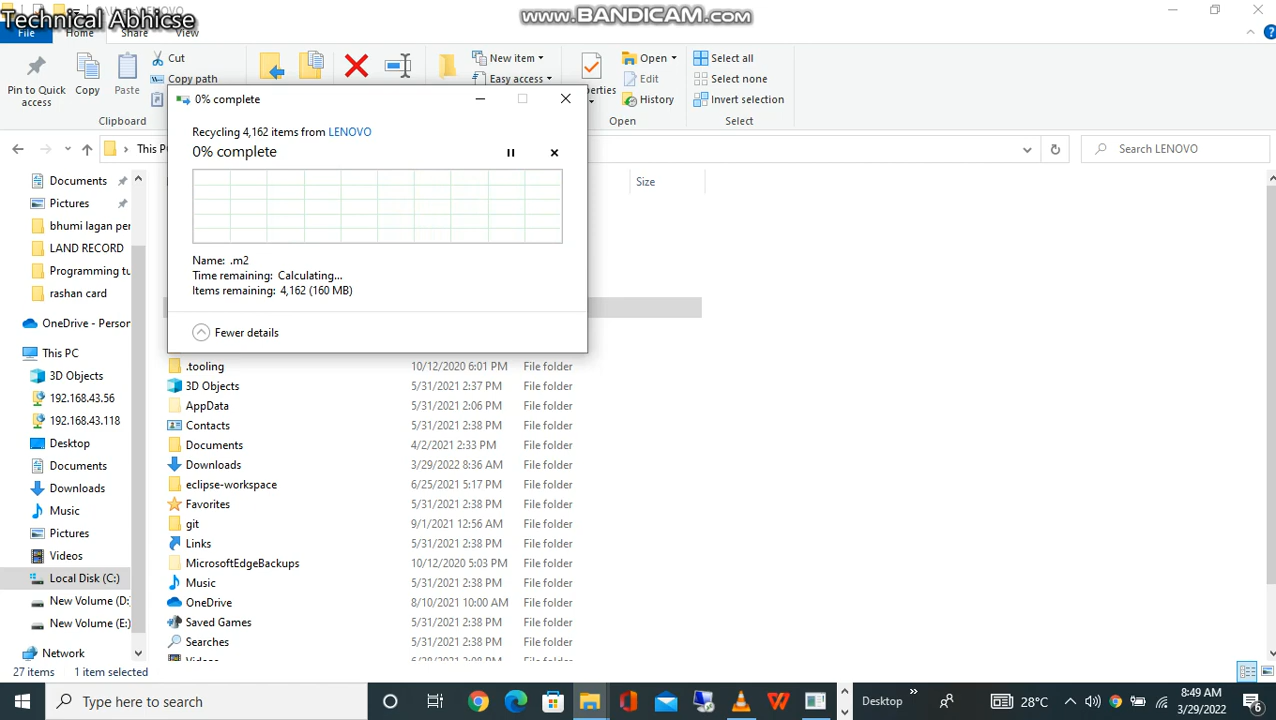 Technical Abhicse
www.BANDICAM.com
File
Home
Share
View
Pin to Quick access
Copy
Paste
Cut
Copy path
Clipboard
New item
Easy access
Open
Edit
History
Open
Select all
Select none
Invert selection
Select
This P
Search LENOVO
0% complete
Recycling 4,162 items from LENOVO
0% complete
Name: .m2
Time remaining: Calculating...
Items remaining: 4,162 (160 MB)
Fewer details
Size
Documents
Pictures
bhumi lagan per
LAND RECORD
Programming tu
rashan card
OneDrive - Person
This PC
3D Objects
192.168.43.56
192.168.43.118
Desktop
Documents
Downloads
Music
Pictures
Videos
Local Disk (C:)
New Volume (D:
New Volume (E:)
Network
.tooling 10/12/2020 6:01 PM File folder
3D Objects 5/31/2021 2:37 PM File folder
AppData 5/31/2021 2:06 PM File folder
Contacts 5/31/2021 2:38 PM File folder
Documents 4/2/2021 2:33 PM File folder
Downloads 3/29/2022 8:36 AM File folder
eclipse-workspace 6/25/2021 5:17 PM File folder
Favorites 5/31/2021 2:38 PM File folder
git 9/1/2021 12:56 AM File folder
Links 5/31/2021 2:38 PM File folder
MicrosoftEdgeBackups 10/12/2020 5:03 PM File folder
Music 5/31/2021 2:38 PM File folder
OneDrive 8/10/2021 10:00 AM File folder
Saved Games 5/31/2021 2:38 PM File folder
Searches 5/31/2021 2:38 PM File folder
27 items 1 item selected
Type here to search
Desktop
28°C
8:49 AM
3/29/2022
6